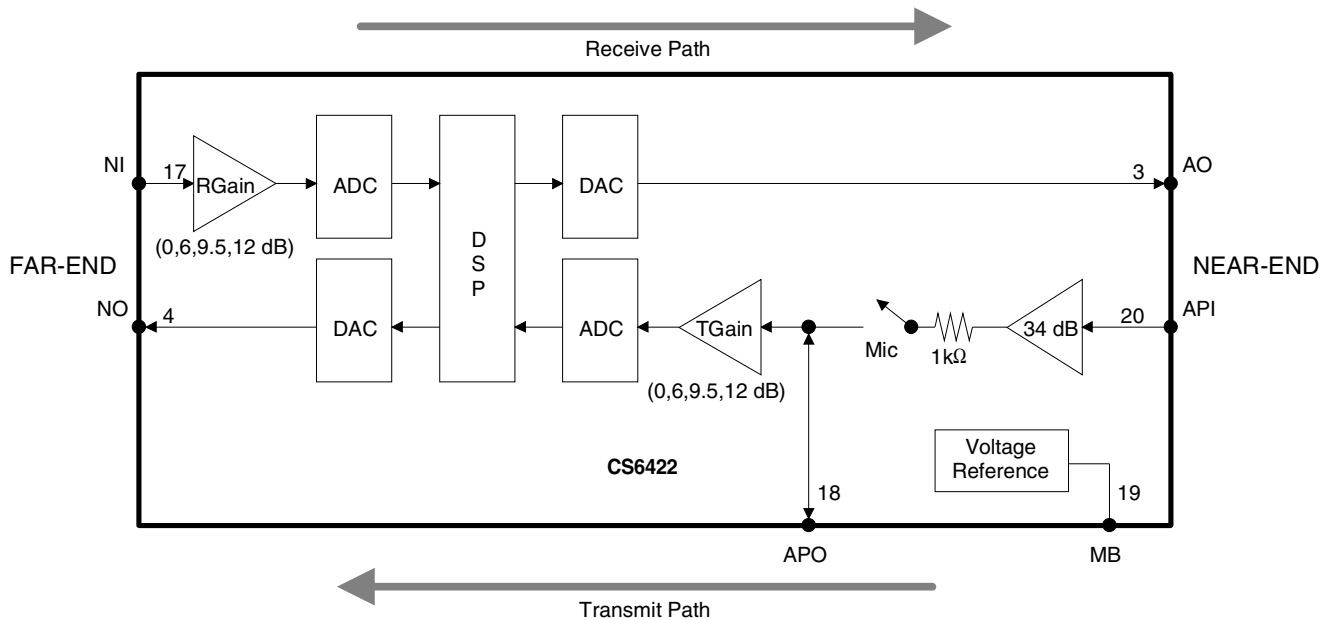 Receive Path
NI
17
RGain
(0,6,9.5,12 dB)
ADC
D
S
P
DAC
3
AO
FAR-END
NEAR-END
NO
4
DAC
ADC
TGain
(0,6,9.5,12 dB)
Mic
1kΩ
34 dB
20
API
CS6422
Voltage
Reference
18
19
APO
MB
Transmit Path